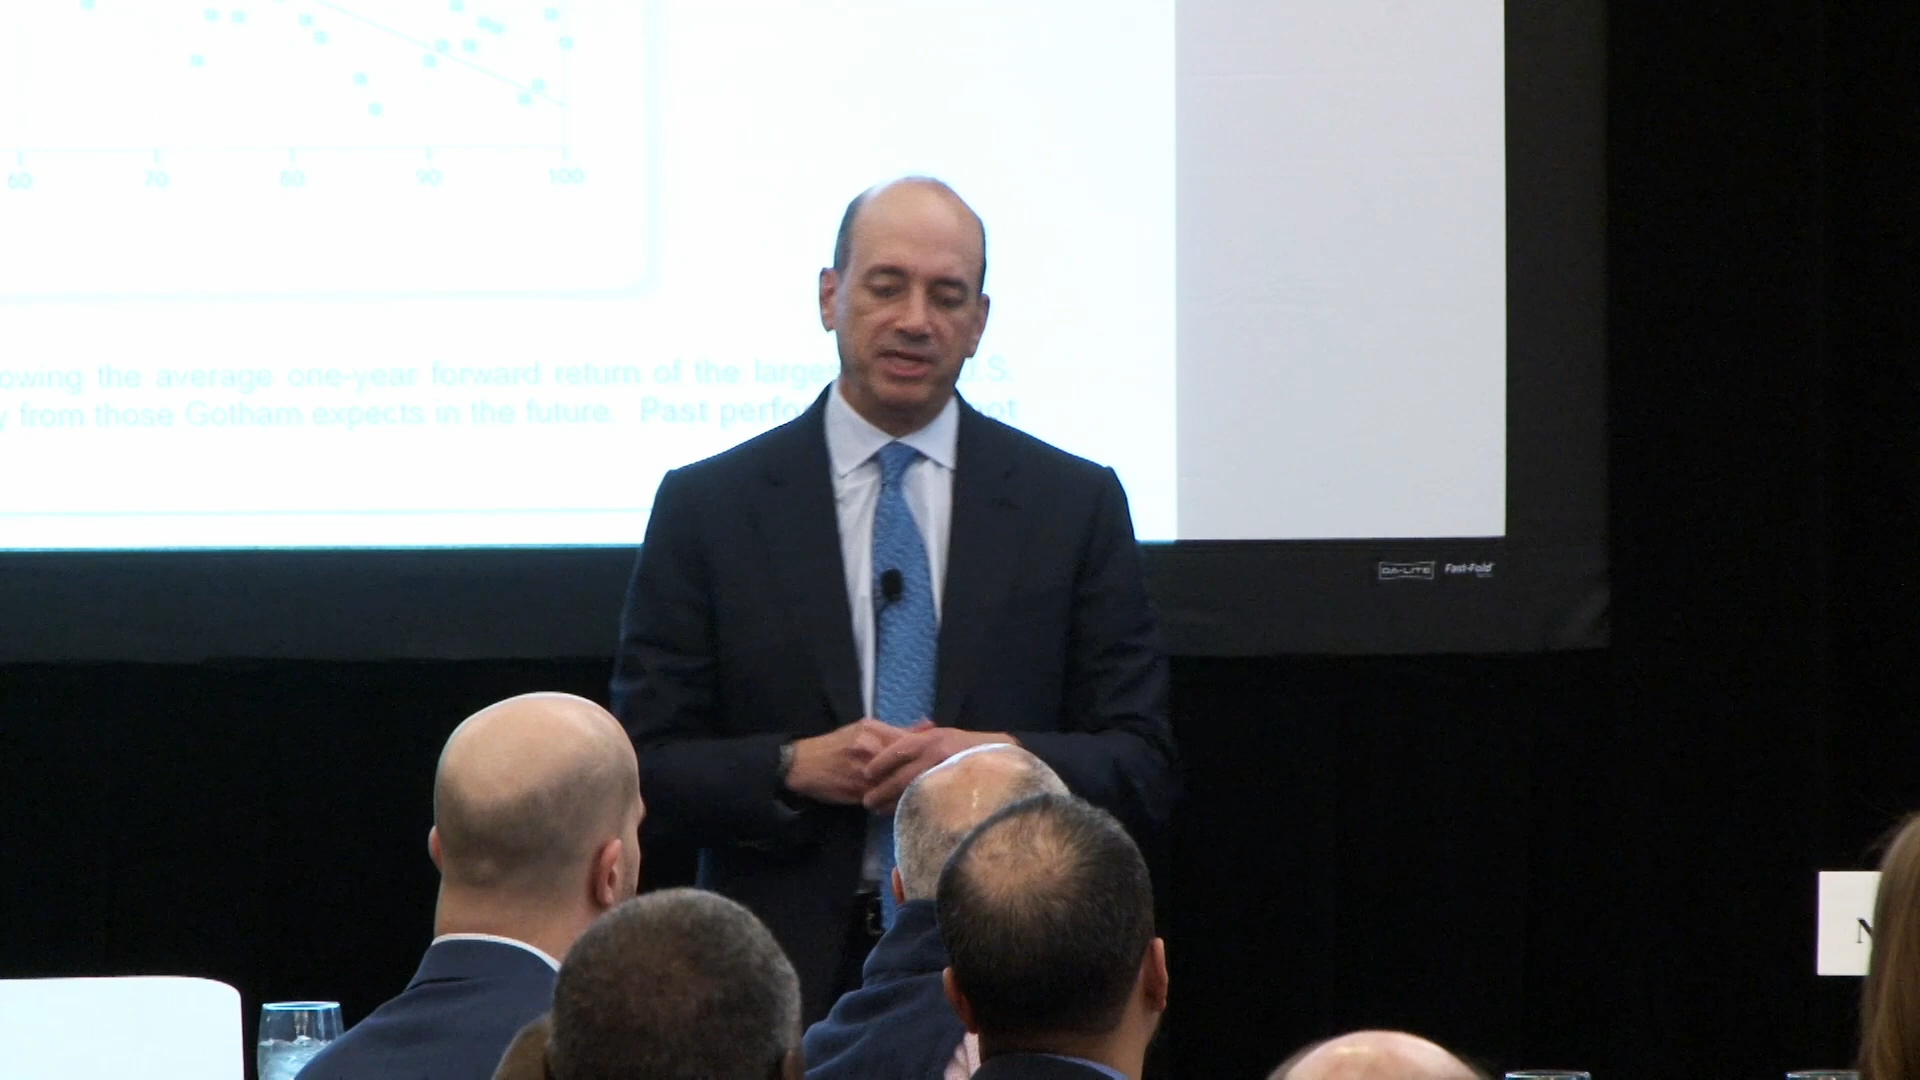 60 70 80 90 100
owing the average one-year forward return of the larges U.S.
y from those Gotham expects in the future. Past perfo not
DA-LITE Fast-Fold
N